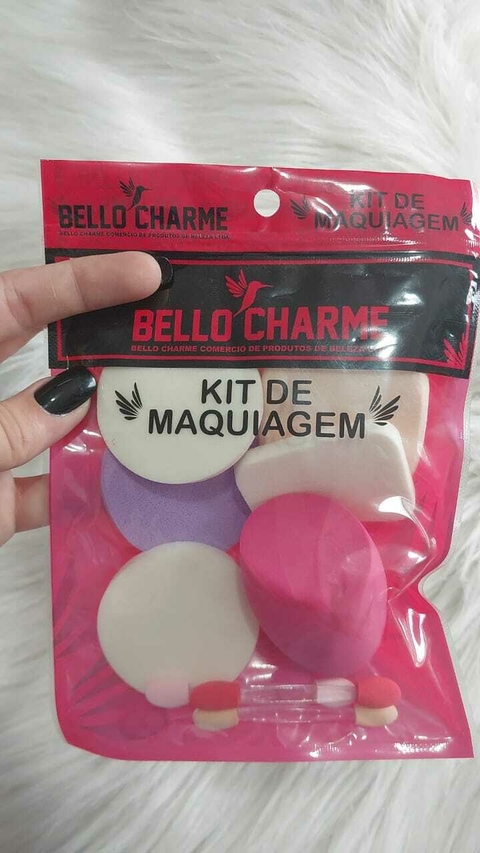 BELLO CHARME
BELLO CHARME COMERCIO DE PRODUTOS DE BELEZA LTDA
KIT DE
MAQUIAGEM
BELLO CHARME
BELLO CHARME COMERCIO DE PRODUTOS DE BELEZA
KIT DE
MAQUIAGEM